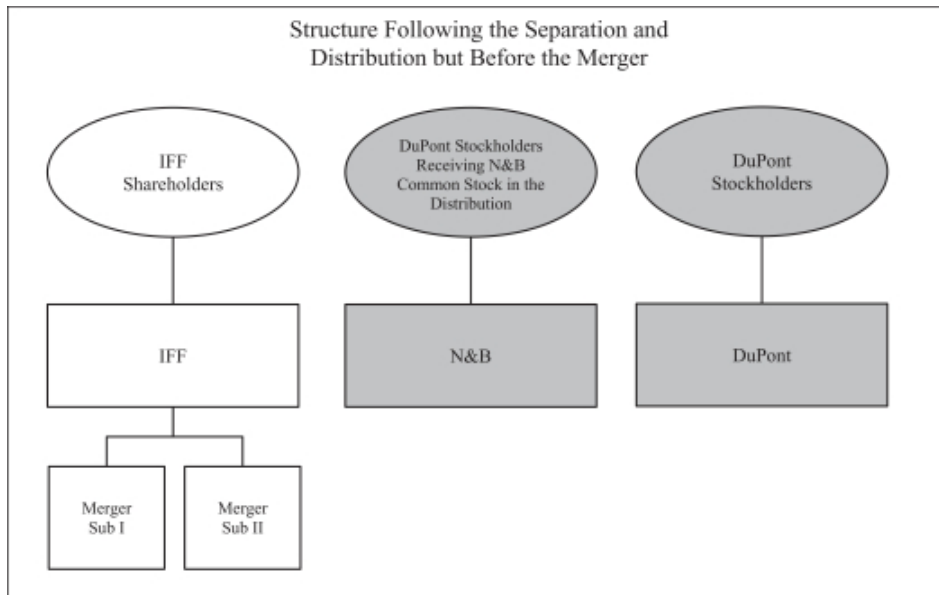 Structure Following the Separation and
Distribution but Before the Merger
IFF
Shareholders
DuPont Stockholders
Receiving N&B
Common Stock in the
Distribution
DuPont
Stockholders
IFF
N&B
DuPont
Merger
Sub I
Merger
Sub II